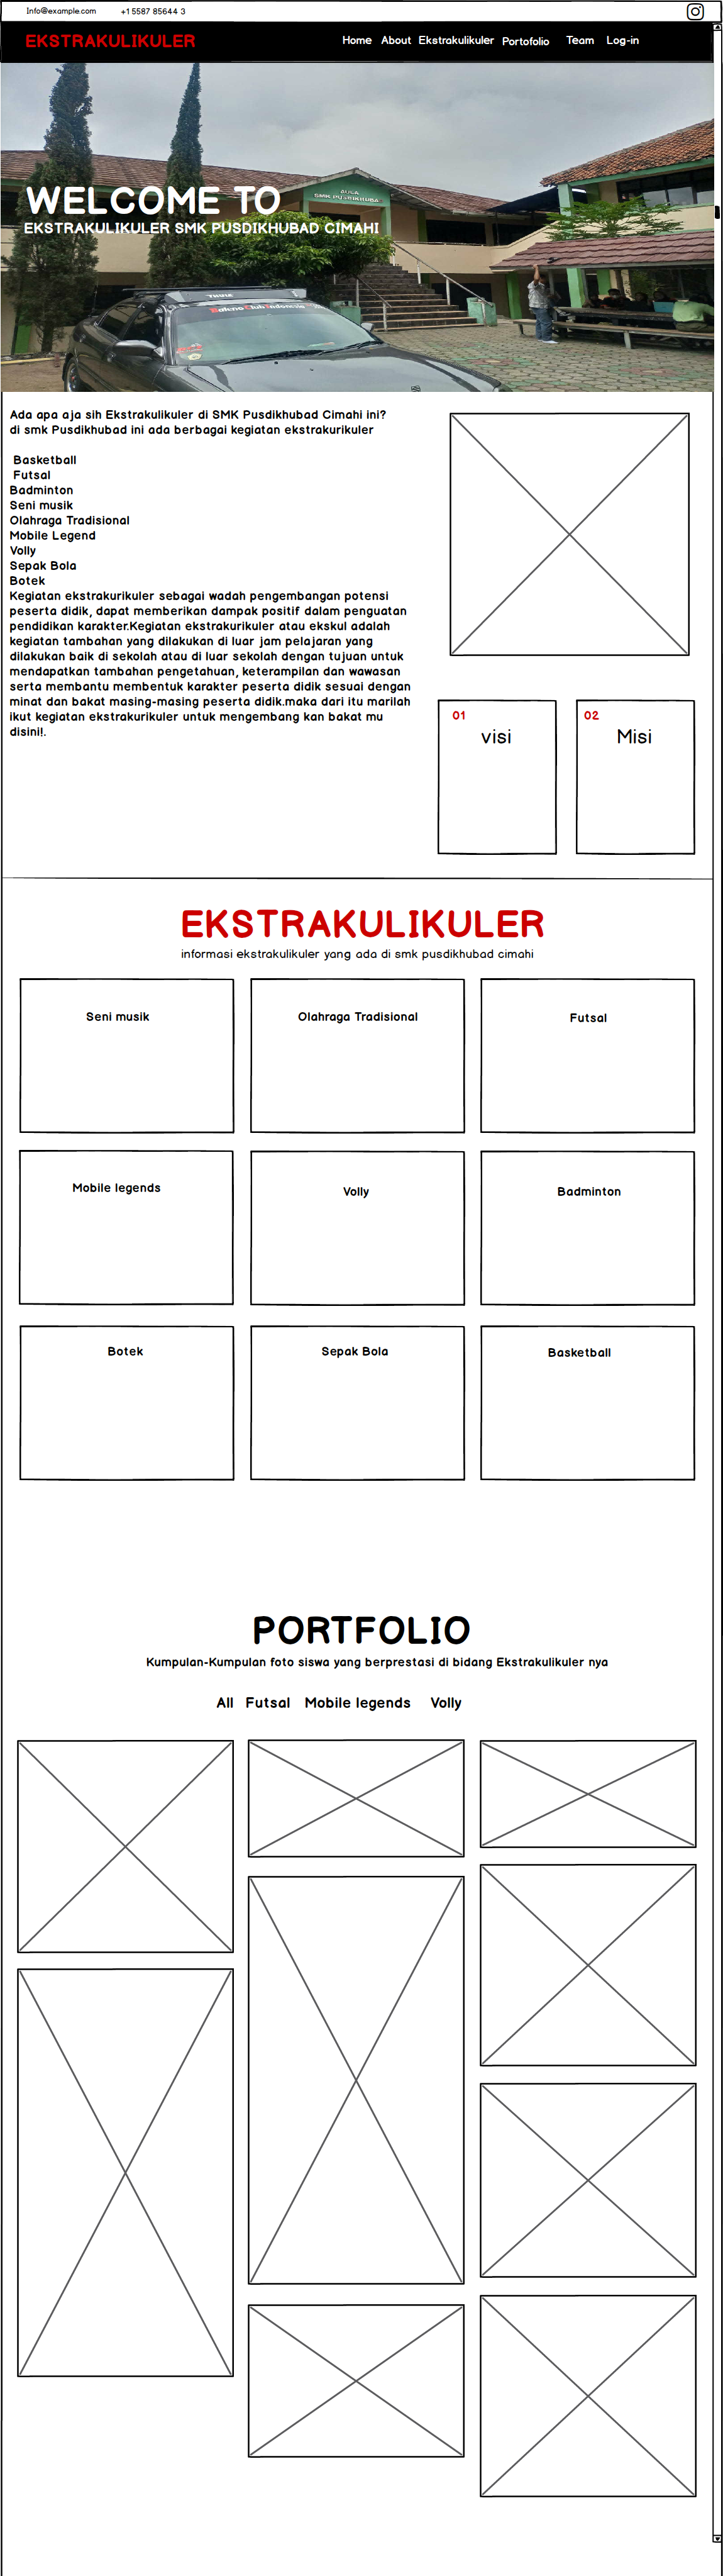 Info@example.com +1 5587 85644 3
EKSTRAKULIKULER
Home About Ekstrakulikuler Portofolio Team Log-in
AULA
SMK PUSDIKHUBAD
WELCOME TO
EKSTRAKULIKULER SMK PUSDIKHUBAD CIMAHI
THULE
Baleno Club Indonesia
Ada apa aja sih Ekstrakulikuler di SMK Pusdikhubad Cimahi ini?
di smk Pusdikhubad ini ada berbagai kegiatan ekstrakurikuler
Basketball
Futsal
Badminton
Seni musik
Olahraga Tradisional
Mobile Legend
Volly
Sepak Bola
Botek
Kegiatan ekstrakurikuler sebagai wadah pengembangan potensi
peserta didik, dapat memberikan dampak positif dalam penguatan
pendidikan karakter.Kegiatan ekstrakurikuler atau ekskul adalah
kegiatan tambahan yang dilakukan di luar jam pelajaran yang
dilakukan baik di sekolah atau di luar sekolah dengan tujuan untuk
mendapatkan tambahan pengetahuan, keterampilan dan wawasan
serta membantu membentuk karakter peserta didik sesuai dengan
minat dan bakat masing-masing peserta didik.maka dari itu marilah
ikut kegiatan ekstrakurikuler untuk mengembang kan bakat mu
disini!.
01
visi
02
Misi
EKSTRAKULIKULER
informasi ekstrakulikuler yang ada di smk pusdikhubad cimahi
Seni musik
Olahraga Tradisional
Futsal
Mobile legends
Volly
Badminton
Botek
Sepak Bola
Basketball
PORTFOLIO
Kumpulan-Kumpulan foto siswa yang berprestasi di bidang Ekstrakulikuler nya
All Futsal Mobile legends Volly